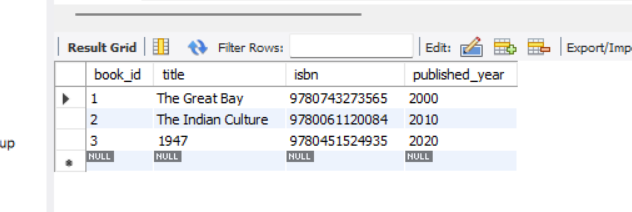 Result Grid Filter Rows: Edit: Export/Imp
book_id title isbn published_year
1 The Great Bay 9780743273565 2000
2 The Indian Culture 9780061120084 2010
3 1947 9780451524935 2020
NULL NULL NULL NULL
up